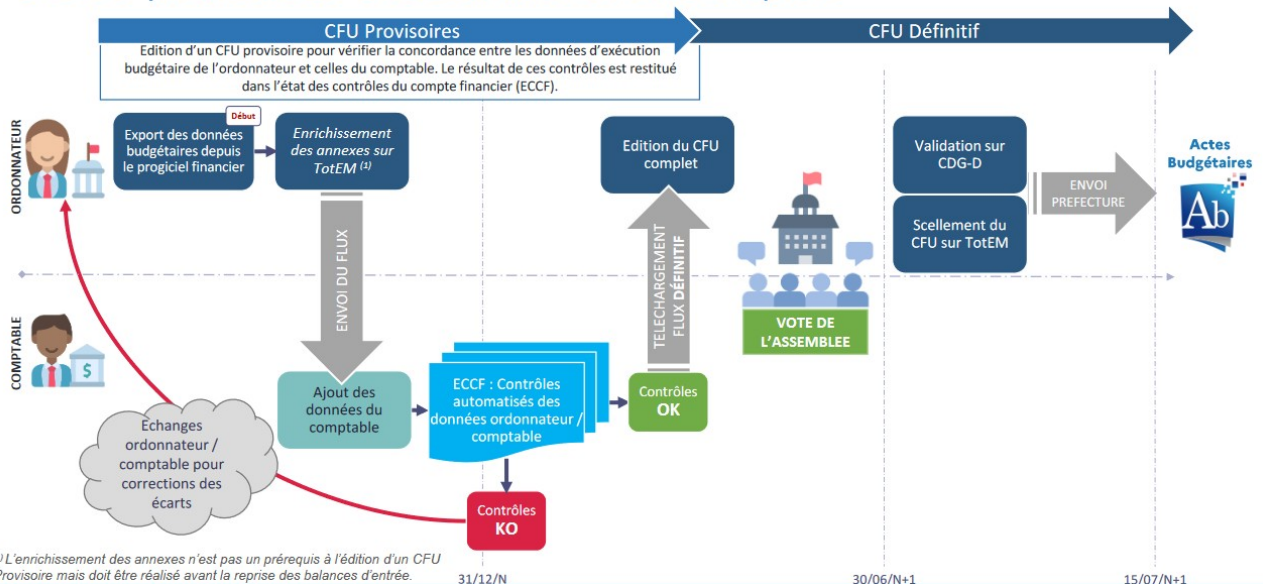 CFU Provisoires
CFU Définitif
Edition d'un CFU provisoire pour vérifier la concordance entre les données d'exécution
budgétaire de l'ordonnateur et celles du comptable. Le résultat de ces contrôles est restitué
dans l'état des contrôles du compte financier (ECCF).
ORDONNATEUR
Début
Export des données
budgétaires depuis
le progiciel financier
Enrichissement
des annexes sur
TotEM (1)
Edition du CFU
complet
Validation sur
CDG-D
Scellement du
CFU sur TotEM
ENVOI
PREFECTURE
Actes
Budgétaires
Ab
ENVOI DU FLUX
TELECHARGEMENT
FLUX DÉFINITIF
VOTE DE
L'ASSEMBLEE
COMPTABLE
$
Ajout des
données du
comptable
ECCF : Contrôles
automatisés des
données ordonnateur /
comptable
Contrôles
OK
Echanges
ordonnateur /
comptable pour
corrections des
écarts
Contrôles
KO
) L'enrichissement des annexes n'est pas un prérequis à l'édition d'un CFU
Provisoire mais doit être réalisé avant la reprise des balances d'entrée.
31/12/N
30/06/N+1
15/07/N+1